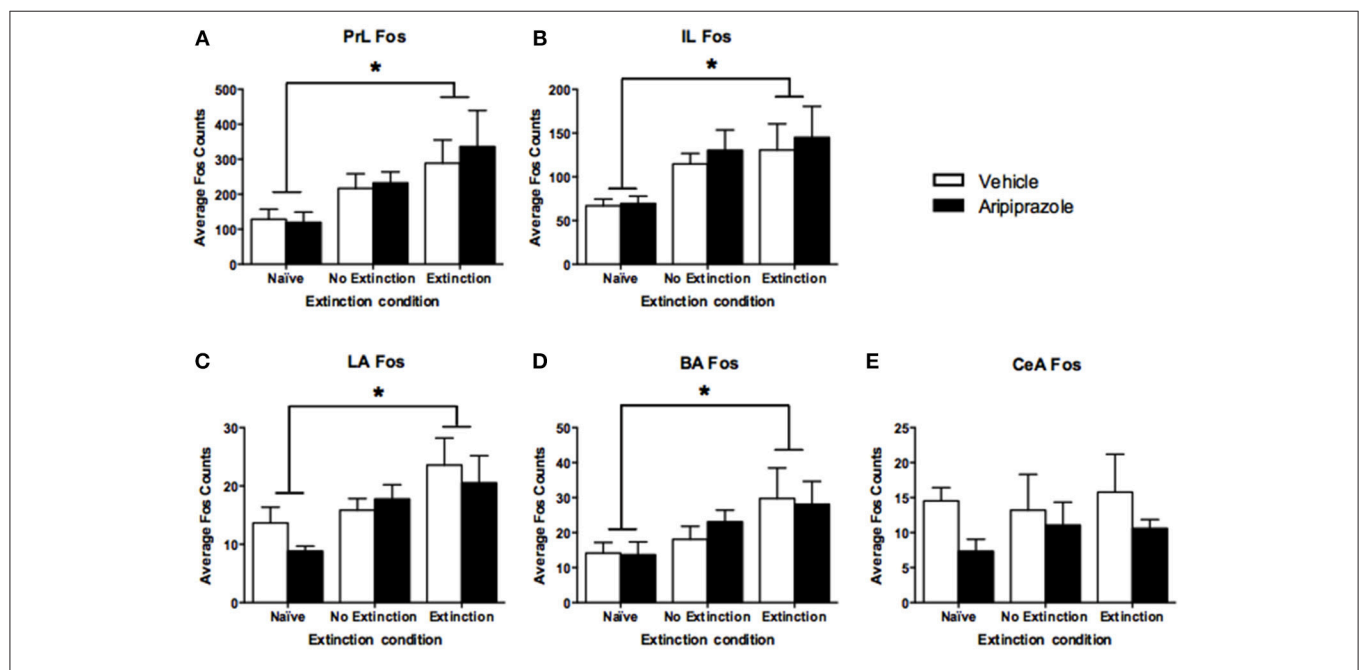 A
PrL Fos
*
500
400
300
200
100
0
Average Fos Counts
Naïve No Extinction Extinction
Extinction condition
B
IL Fos
*
200
150
100
50
0
Average Fos Counts
Naïve No Extinction Extinction
Extinction condition
Vehicle
Aripiprazole
C
LA Fos
*
30
20
10
0
Average Fos Counts
Naïve No Extinction Extinction
Extinction condition
D
BA Fos
*
50
40
30
20
10
0
Average Fos Counts
Naïve No Extinction Extinction
Extinction condition
E
CeA Fos
25
20
15
10
5
0
Average Fos Counts
Naïve No Extinction Extinction
Extinction condition